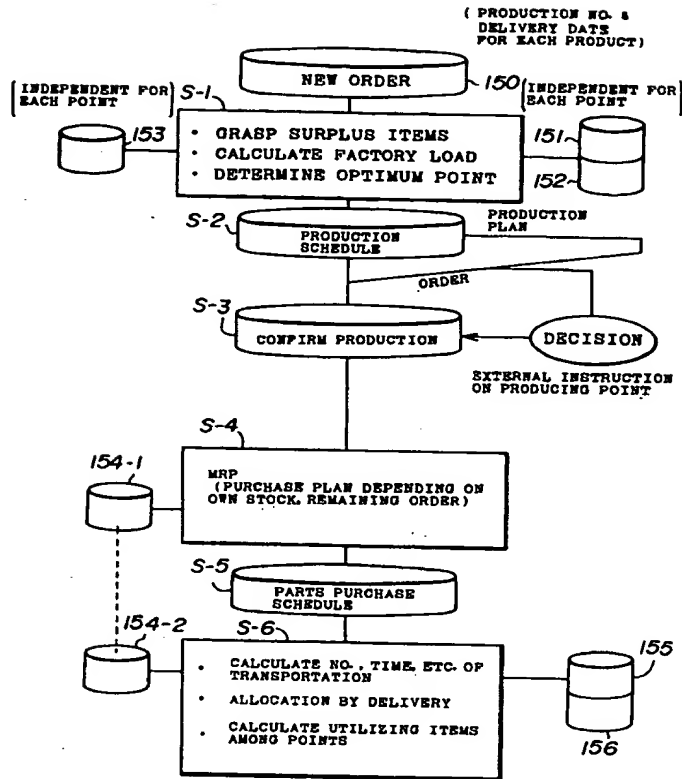 ( PRODUCTION NO. &
DELIVERY DATE
FOR EACH PRODUCT)
NEW ORDER
150
(INDEPENDENT FOR
EACH POINT)
S-1
(INDEPENDENT FOR
EACH POINT)
153
• GRASP SURPLUS ITEMS
• CALCULATE FACTORY LOAD
• DETERMINE OPTIMUM POINT
151
152
S-2
PRODUCTION
SCHEDULE
PRODUCTION
PLAN
ORDER
S-3
CONFIRM PRODUCTION
DECISION
EXTERNAL INSTRUCTION
ON PRODUCING POINT
S-4
154-1
MRP
(PURCHASE PLAN DEPENDING ON
OWN STOCK. REMAINING ORDER)
S-5
PARTS PURCHASE
SCHEDULE
154-2
S-6
• CALCULATE NO., TIME, ETC. OF
TRANSPORTATION
• ALLOCATION BY DELIVERY
• CALCULATE UTILIZING ITEMS
AMONG POINTS
155
156